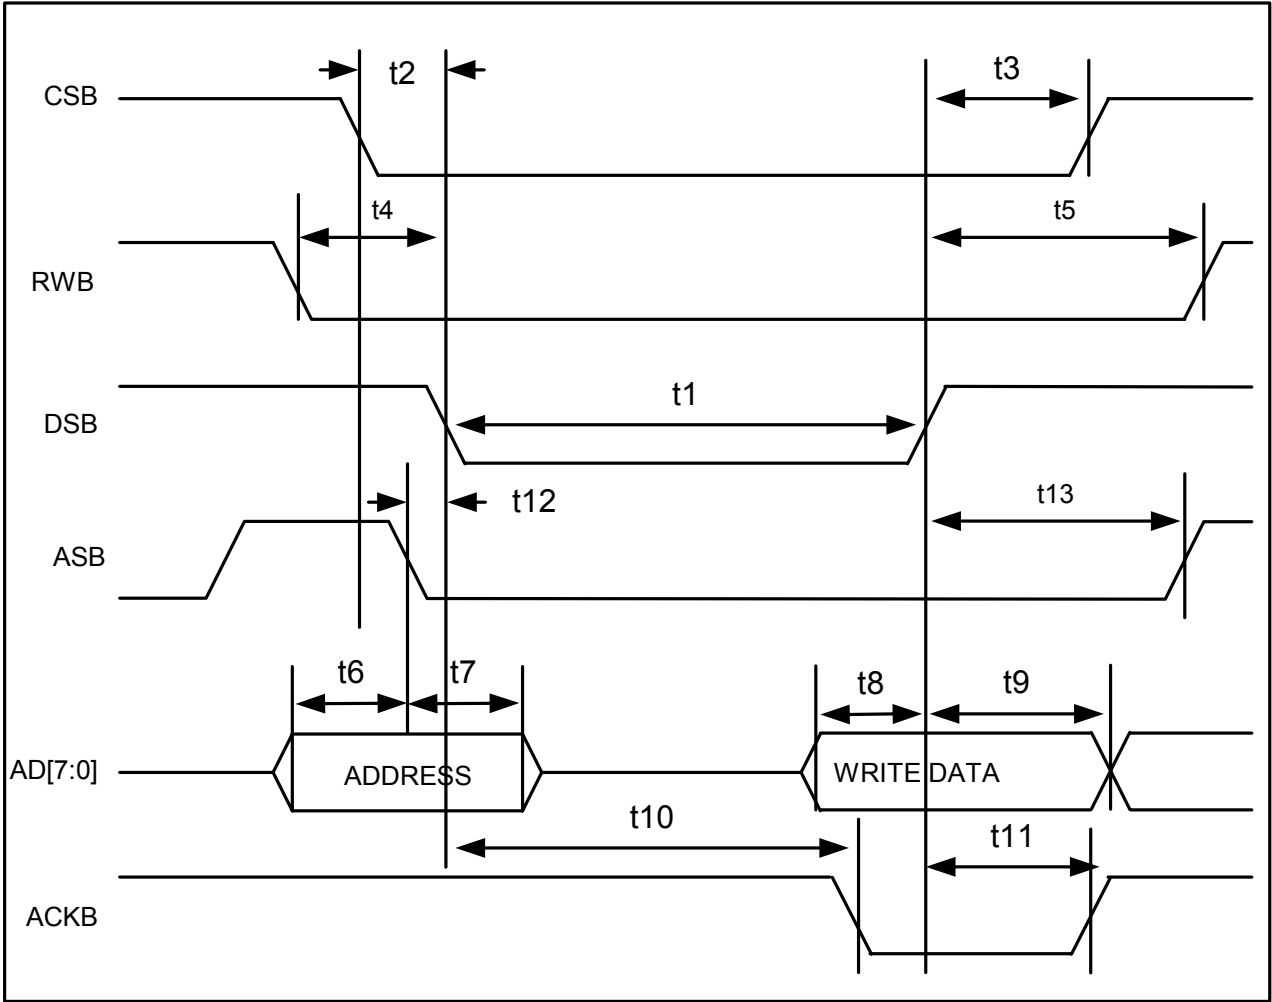 t2
t3
CSB
t4
t5
RWB
t1
DSB
t12
t13
ASB
t6
t7
t8
t9
AD[7:0]
ADDRESS
WRITE DATA
t10
t11
ACKB